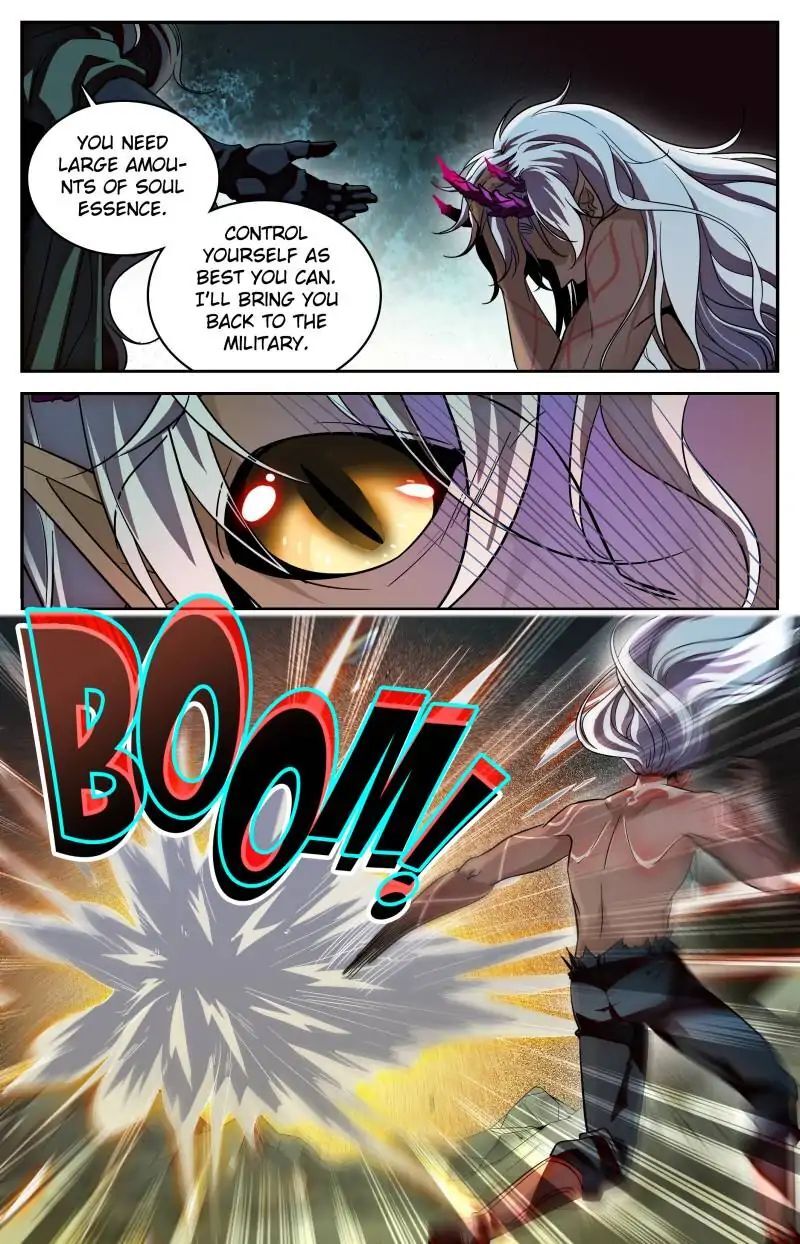 YOU NEED
LARGE AMOU-
NTS OF SOUL
ESSENCE.
CONTROL
YOURSELF AS
BEST YOU CAN.
I'LL BRING YOU
BACK TO THE
MILITARY.
BOOM!